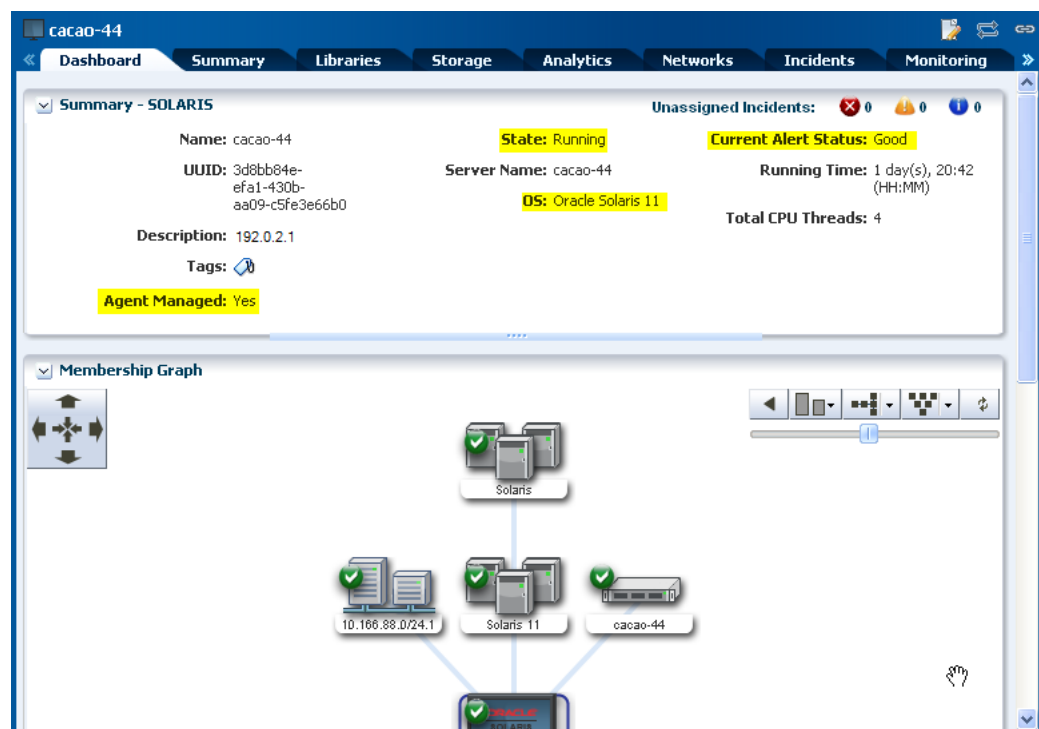 cacao-44
Dashboard Summary Libraries Storage Analytics Networks Incidents Monitoring
Summary - SOLARIS
Unassigned Incidents: 0 0 0
Name: cacao-44
State: Running
Current Alert Status: Good
UUID: 3d8bb84e-
efa1-430b-
aa09-c5fe3e66b0
Server Name: cacao-44
Running Time: 1 day(s), 20:42
(HH:MM)
OS: Oracle Solaris 11
Total CPU Threads: 4
Description: 192.0.2.1
Tags:
Agent Managed: Yes
Membership Graph
Solaris
10.166.88.0/24.1
Solaris 11
cacao-44
ORACLE
SOLARIS